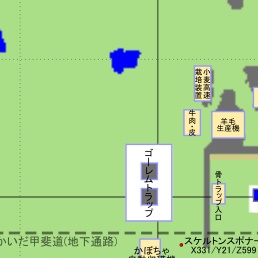 小麦高速
栽培装置
牛肉・皮
羊毛
生産機
ゴーレムトラップ
骨トラップ入口
かいだ甲斐道(地下通路)
スケルトンスポナー
X331/Y21/Z599
かぼちゃ